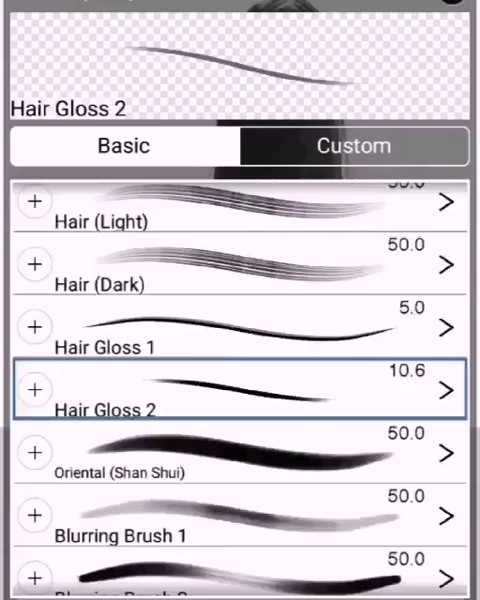 Hair Gloss 2
Basic
Custom
Hair (Light)
50.0
Hair (Dark)
5.0
Hair Gloss 1
10.6
Hair Gloss 2
50.0
Oriental (Shan Shui)
50.0
Blurring Brush 1
50.0